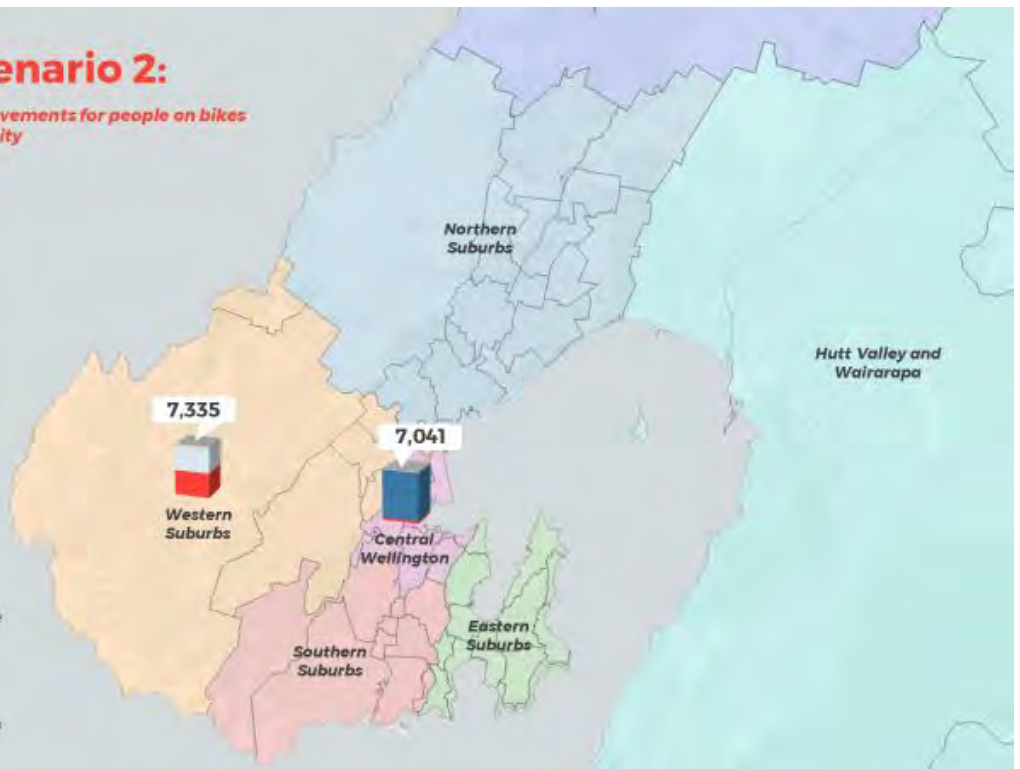 enario 2:
vements for people on bikes
ity
Northern
Suburbs
Hutt Valley and
Wairarapa
7,335
7,041
Western
Suburbs
Central
Wellington
Eastern
Suburbs
Southern
Suburbs